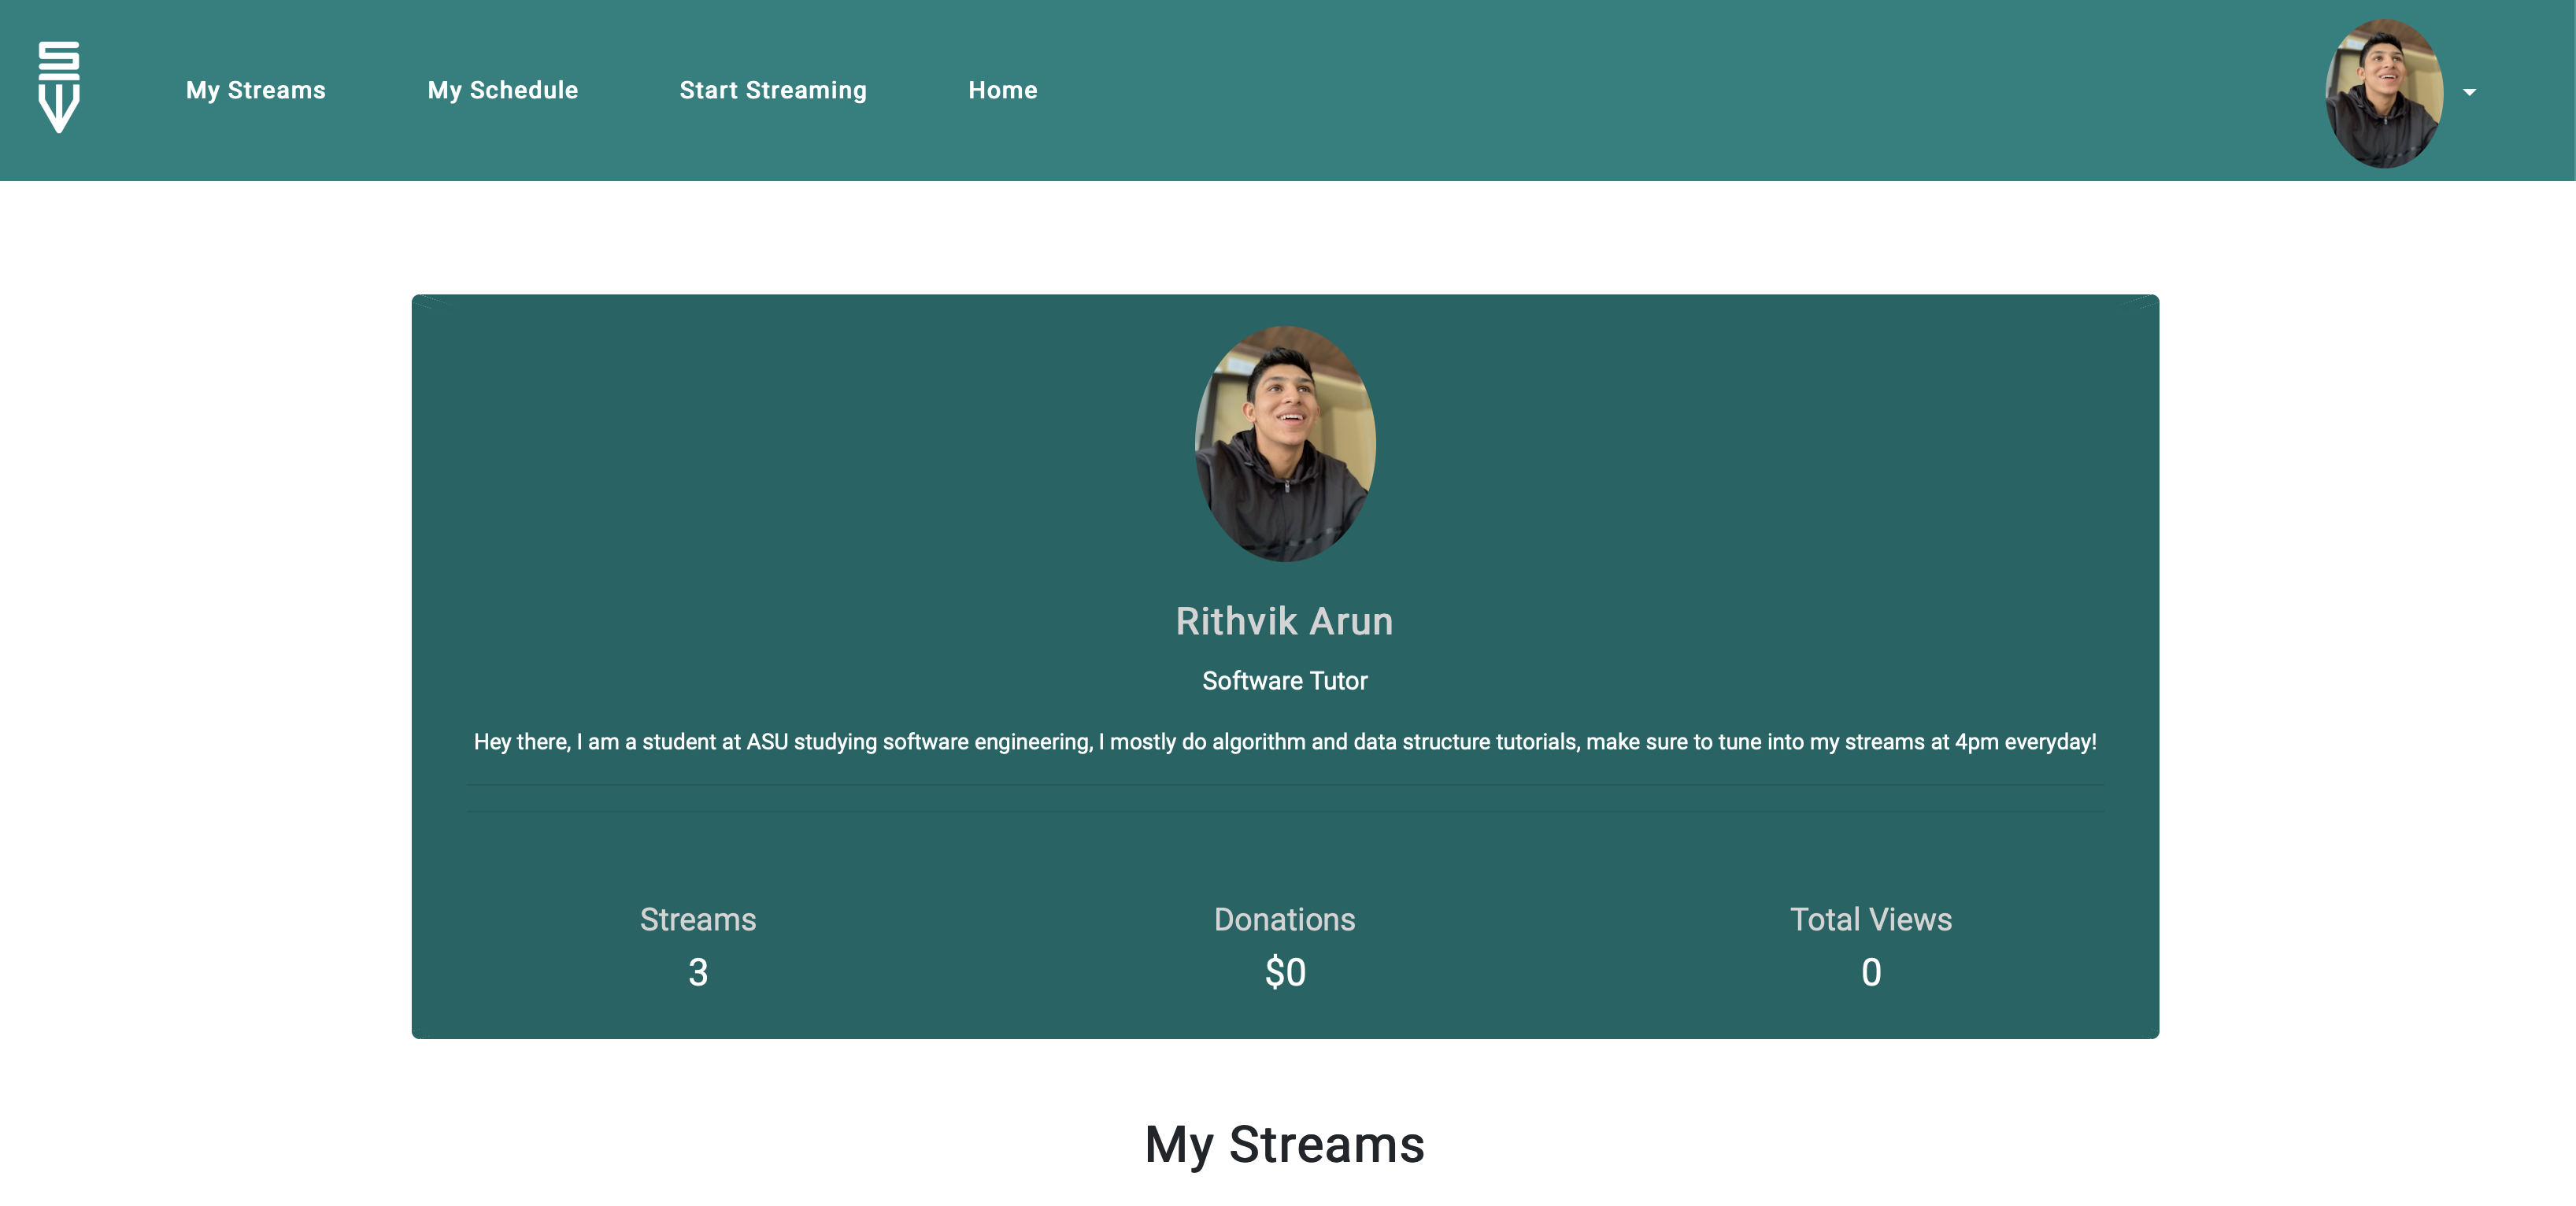 My Streams
My Schedule
Start Streaming
Home
Rithvik Arun
Software Tutor
Hey there, I am a student at ASU studying software engineering, I mostly do algorithm and data structure tutorials, make sure to tune into my streams at 4pm everyday!
Streams
Donations
Total Views
3
$0
0
My Streams